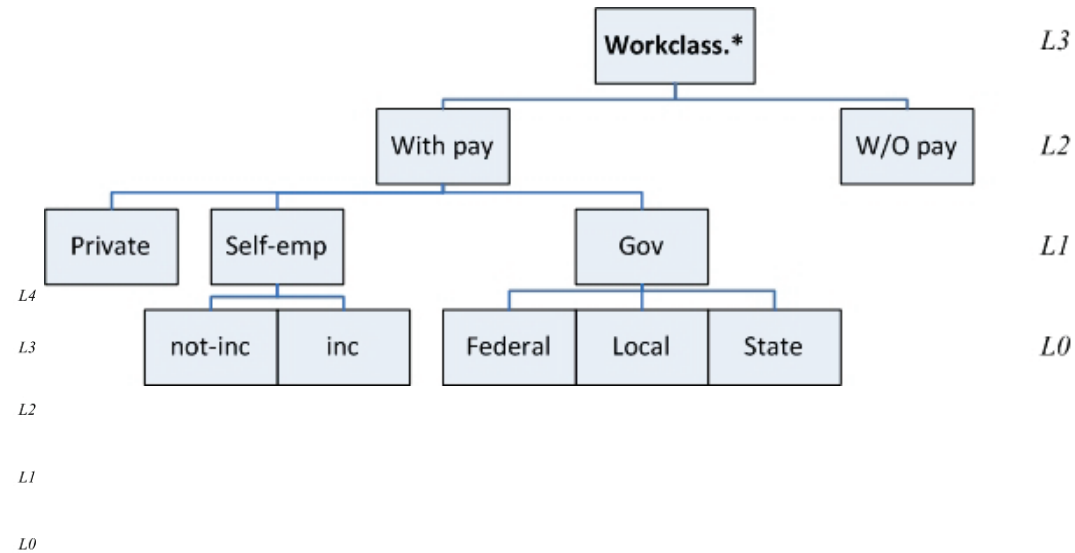 Workclass.* L3
With pay W/O pay L2
Private Self-emp Gov L1
L4
not-inc inc Federal Local State L0
L3
L2
L1
L0